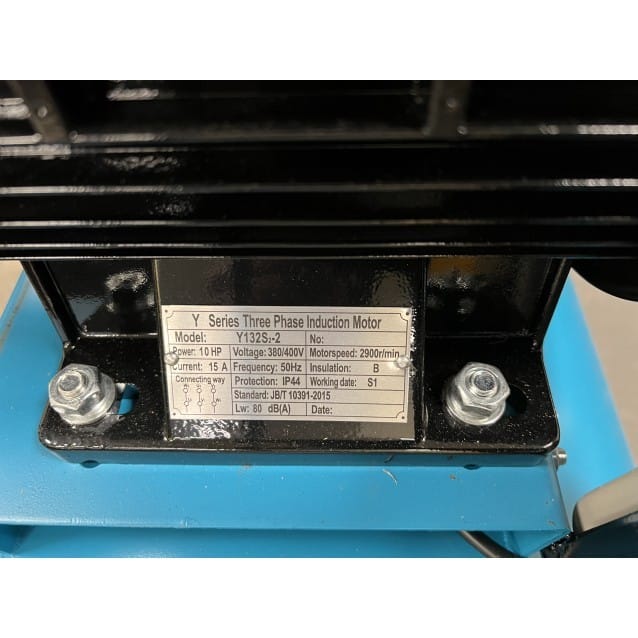 Y Series Three Phase Induction Motor
Model: Y132S₂-2 No:
Power: 10 HP Voltage: 380/400V Motorspeed: 2900r/min
Current: 15 A Frequency: 50Hz Insulation: B
Connecting way Protection: IP44 Working date: S1
Standard: JB/T 10391-2015
Lw: 80 dB(A) Date: